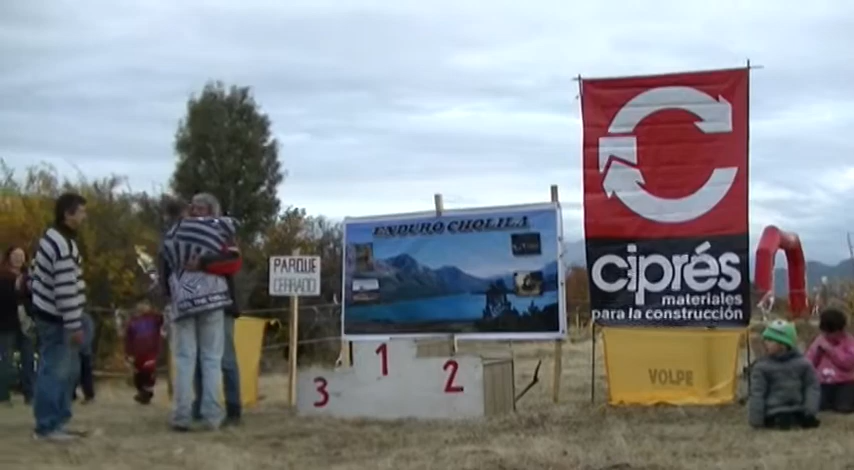 PARQUE
CERRADO
ENDURO CHOLILA
1
2
3
ciprés
materiales
para la construcción
VOLPE